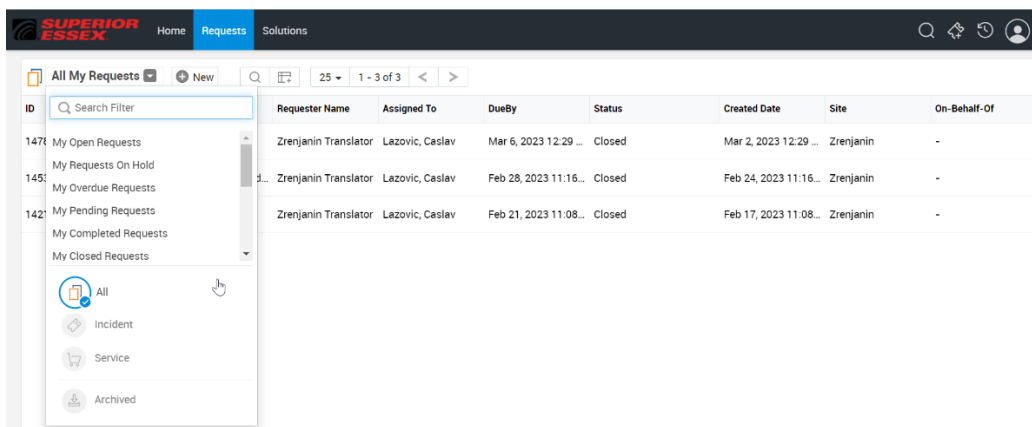 SUPERIOR ESSEX Home Requests Solutions
All My Requests New 25 1 - 3 of 3
ID Requester Name Assigned To DueBy Status Created Date Site On-Behalf-Of
Search Filter
1478 Zrenjanin Translator Lazovic, Caslav Mar 6, 2023 12:29 ... Closed Mar 2, 2023 12:29 ... Zrenjanin -
My Open Requests
My Requests On Hold
1453 d... Zrenjanin Translator Lazovic, Caslav Feb 28, 2023 11:16... Closed Feb 24, 2023 11:16... Zrenjanin -
My Overdue Requests
1421 My Pending Requests Zrenjanin Translator Lazovic, Caslav Feb 21, 2023 11:08... Closed Feb 17, 2023 11:08... Zrenjanin -
My Completed Requests
My Closed Requests
All
Incident
Service
Archived